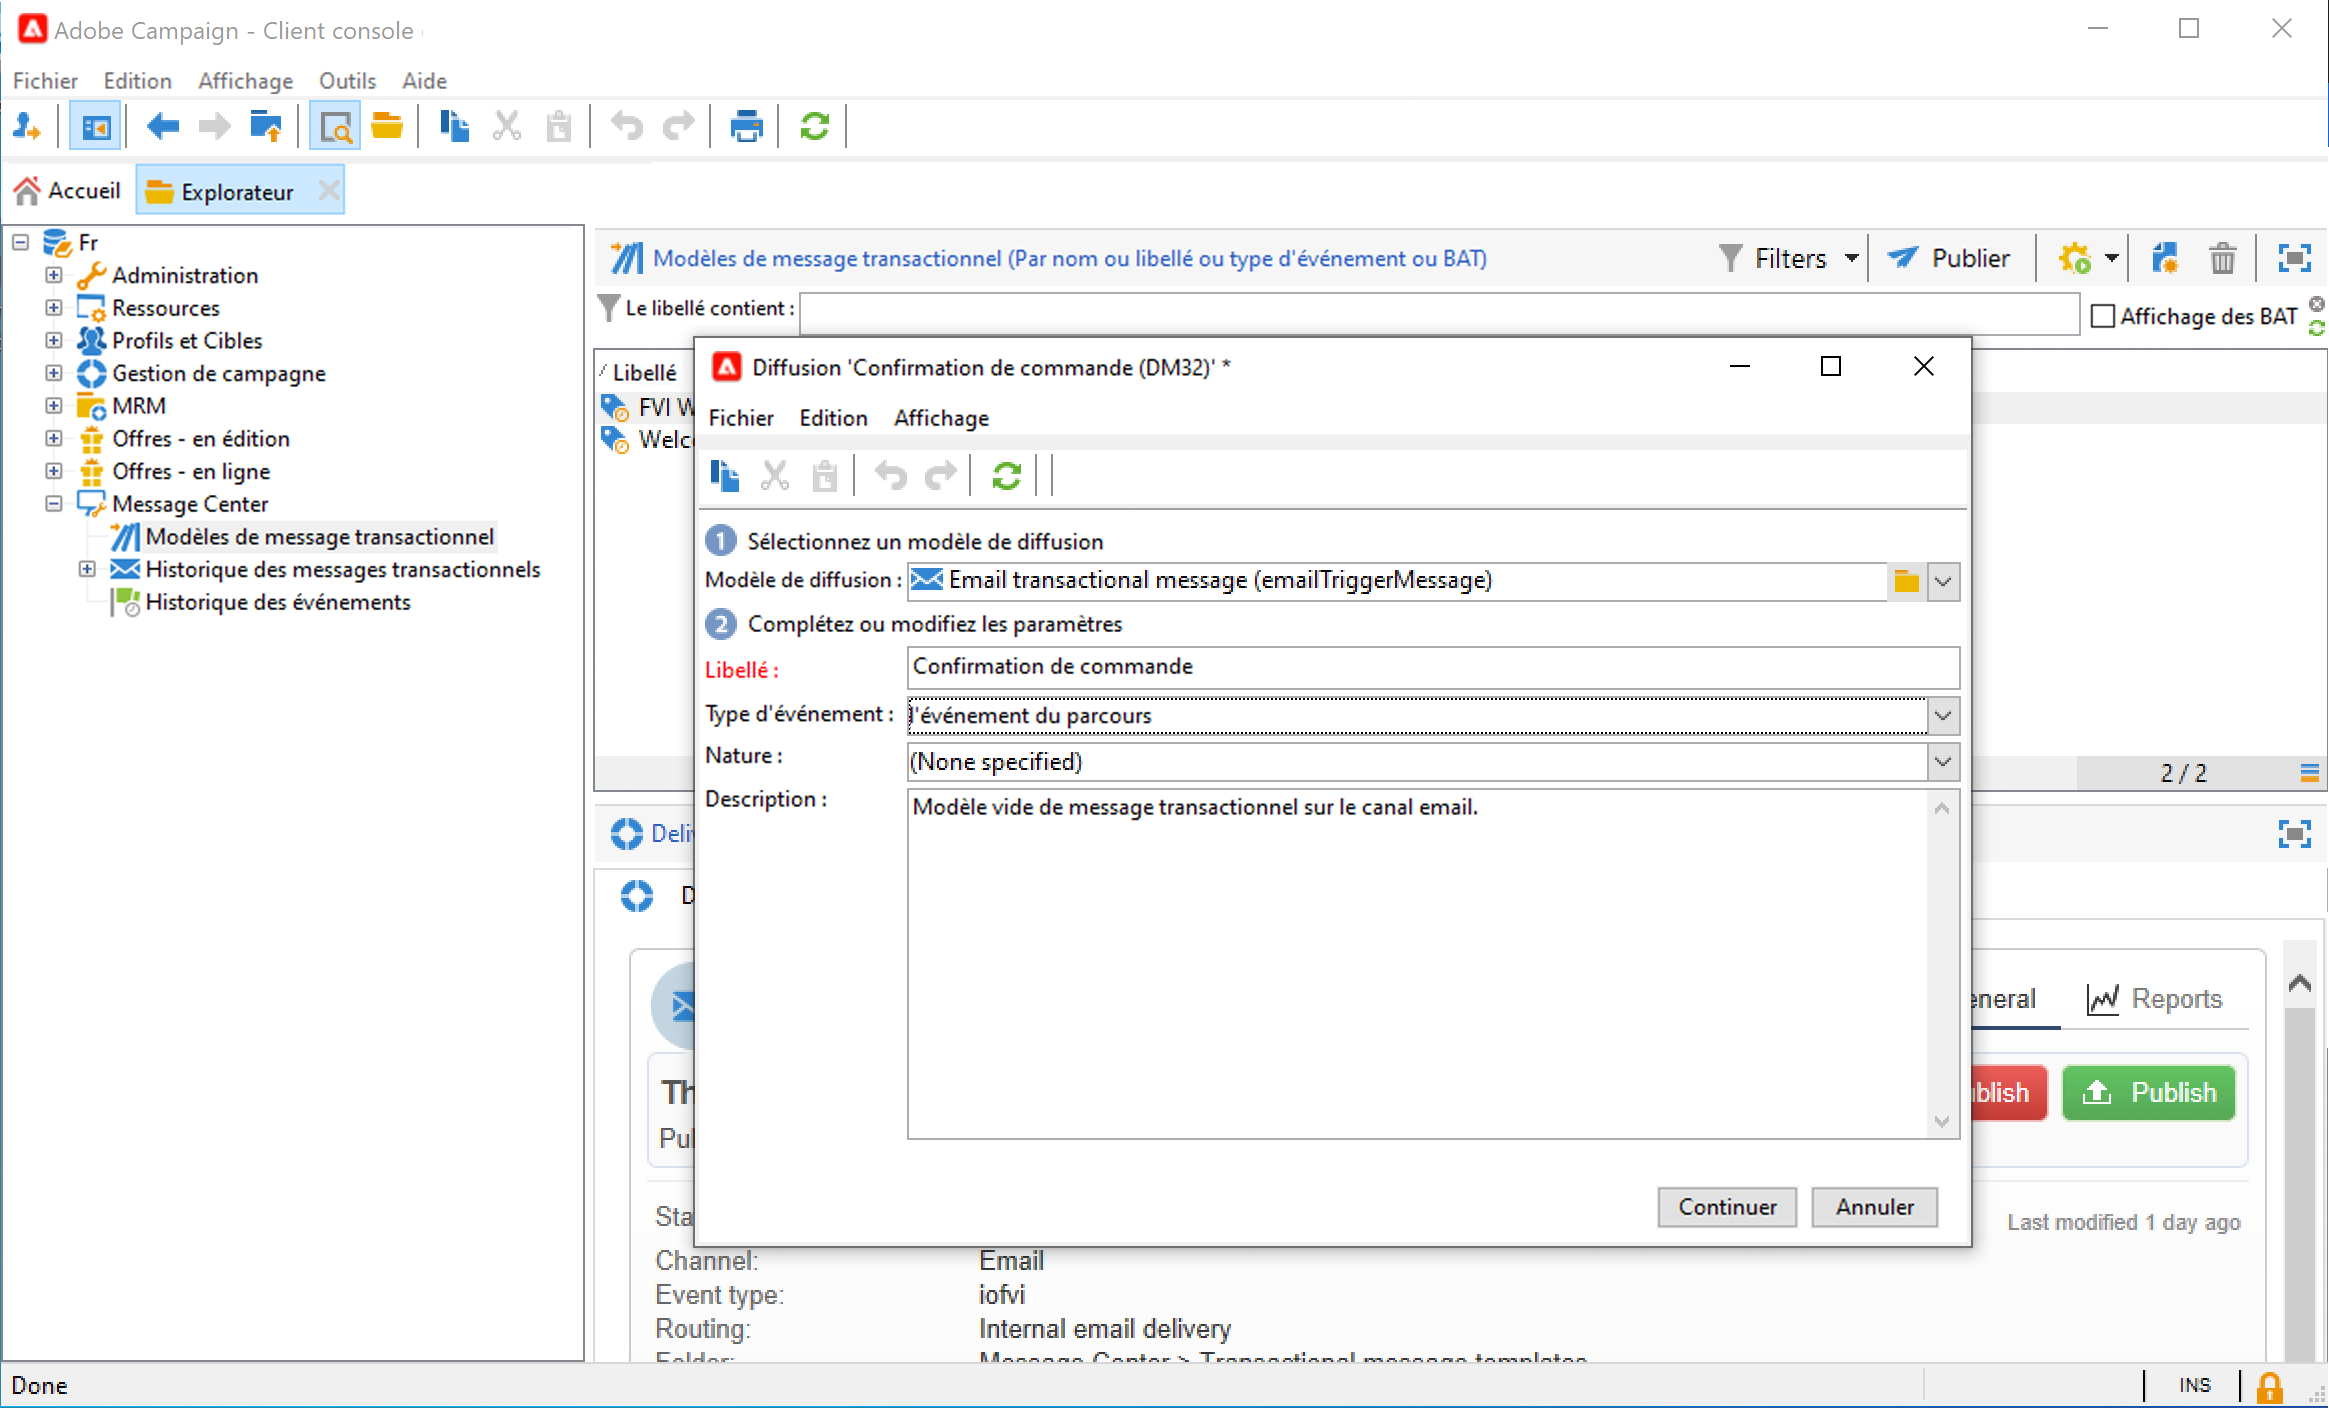 Adobe Campaign - Client console
Fichier Edition Affichage Outils Aide
Accueil Explorateur
Fr
Administration
Ressources
Profils et Cibles
Gestion de campagne
MRM
Offres - en édition
Offres - en ligne
Message Center
Modèles de message transactionnel
Historique des messages transactionnels
Historique des événements
Modèles de message transactionnel (Par nom ou libellé ou type d'événement ou BAT)
Filters Publier
Le libellé contient : Affichage des BAT
Libellé
FVI W
Welc
2 / 2
Diffusion 'Confirmation de commande (DM32)' *
Fichier Edition Affichage
1 Sélectionnez un modèle de diffusion
Modèle de diffusion : Email transactional message (emailTriggerMessage)
2 Complétez ou modifiez les paramètres
Libellé : Confirmation de commande
Type d'événement : l'événement du parcours
Nature : (None specified)
Description : Modèle vide de message transactionnel sur le canal email.
Continuer Annuler
Deliv
D
eneral Reports
Th
Pul
blish Publish
Sta
Last modified 1 day ago
Channel: Email
Event type: iofvi
Routing: Internal email delivery
Folder: Message Center > Transactional message templates
Done
INS